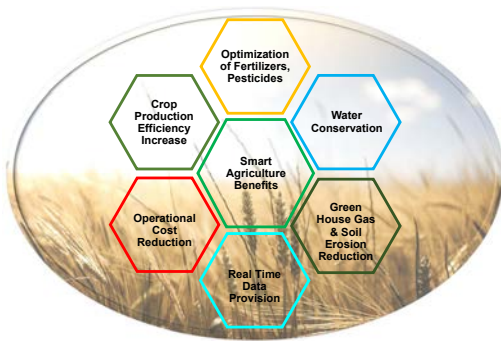 Optimization
of Fertilizers,
Pesticides
Crop
Production
Efficiency
Increase
Water
Conservation
Smart
Agriculture
Benefits
Operational
Cost
Reduction
Green
House Gas
& Soil
Erosion
Reduction
Real Time
Data
Provision